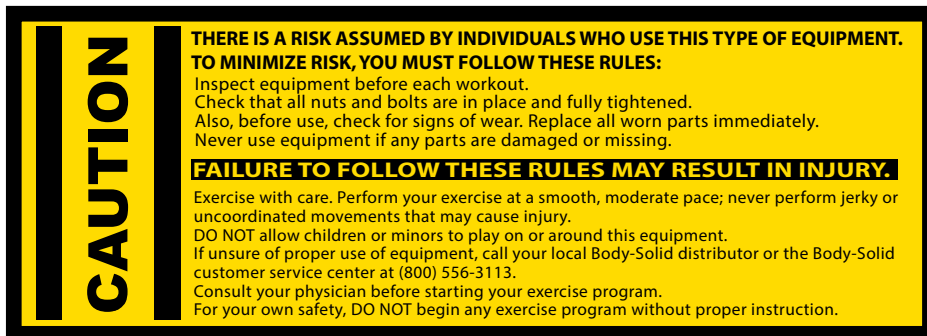 CAUTION
THERE IS A RISK ASSUMED BY INDIVIDUALS WHO USE THIS TYPE OF EQUIPMENT.
TO MINIMIZE RISK, YOU MUST FOLLOW THESE RULES:
Inspect equipment before each workout.
Check that all nuts and bolts are in place and fully tightened.
Also, before use, check for signs of wear. Replace all worn parts immediately.
Never use equipment if any parts are damaged or missing.
FAILURE TO FOLLOW THESE RULES MAY RESULT IN INJURY.
Exercise with care. Perform your exercise at a smooth, moderate pace; never perform jerky or
uncoordinated movements that may cause injury.
DO NOT allow children or minors to play on or around this equipment.
If unsure of proper use of equipment, call your local Body-Solid distributor or the Body-Solid
customer service center at (800) 556-3113.
Consult your physician before starting your exercise program.
For your own safety, DO NOT begin any exercise program without proper instruction.